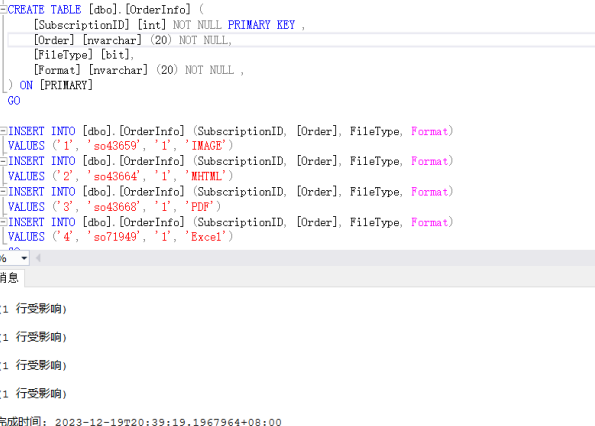 CREATE TABLE [dbo].[OrderInfo] (
[SubscriptionID] [int] NOT NULL PRIMARY KEY ,
[Order] [nvarchar] (20) NOT NULL,
[FileType] [bit],
[Format] [nvarchar] (20) NOT NULL ,
) ON [PRIMARY]
GO
INSERT INTO [dbo].[OrderInfo] (SubscriptionID, [Order], FileType, Format)
VALUES ('1', 'so43659', '1', 'IMAGE')
INSERT INTO [dbo].[OrderInfo] (SubscriptionID, [Order], FileType, Format)
VALUES ('2', 'so43664', '1', 'MHTML')
INSERT INTO [dbo].[OrderInfo] (SubscriptionID, [Order], FileType, Format)
VALUES ('3', 'so43668', '1', 'PDF')
INSERT INTO [dbo].[OrderInfo] (SubscriptionID, [Order], FileType, Format)
VALUES ('4', 'so71949', '1', 'Excel')
%
消息
(1 行受影响)
(1 行受影响)
(1 行受影响)
(1 行受影响)
完成时间: 2023-12-19T20:39:19.1967964+08:00